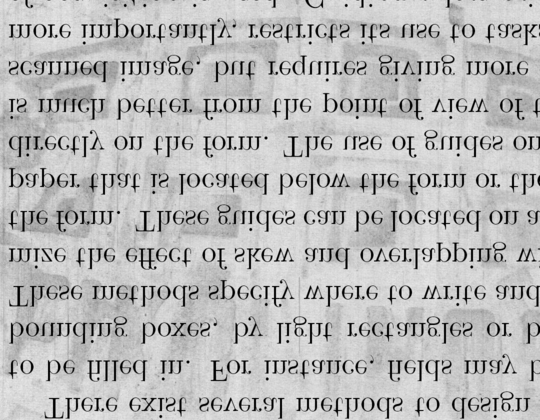 There exist several methods to design
to be filled in. For instance, fields may
bounding boxes, by light rectangles or
These methods specify where to write and
mize the effect of skew and overlapping
the form. These guides can be located on a
paper that is located below the form or the
directly on the form. The use of guides on
is much better from the point of view of
scanned image, but requires giving more
more importantly, restricts its use to tasks